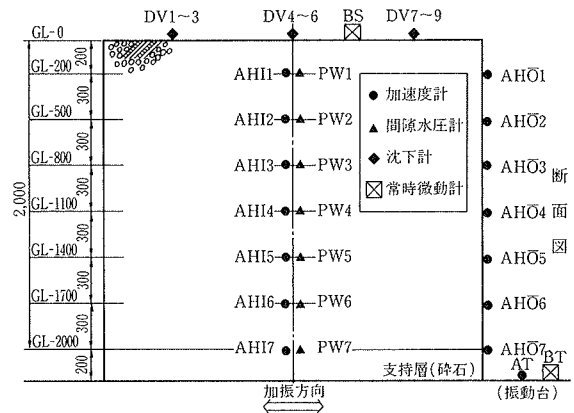 DV1~3 DV4~6 BS DV7~9
GL-0
200
GL-200 AHI1 PW1 AHŌ1
300
GL-500 AHI2 PW2 AHŌ2
300
GL-800 AHI3 PW3 AHŌ3
300
GL-1100 AHI4 PW4 AHŌ4
300
GL-1400 AHI5 PW5 AHŌ5
300
GL-1700 AHI6 PW6 AHŌ6
300
GL-2000 AHI7 PW7 AHŌ7
200
2,000
加速度計
間隙水圧計
沈下計
常時微動計
断面図
支持層(砕石)
AT BT
(振動台)
加振方向